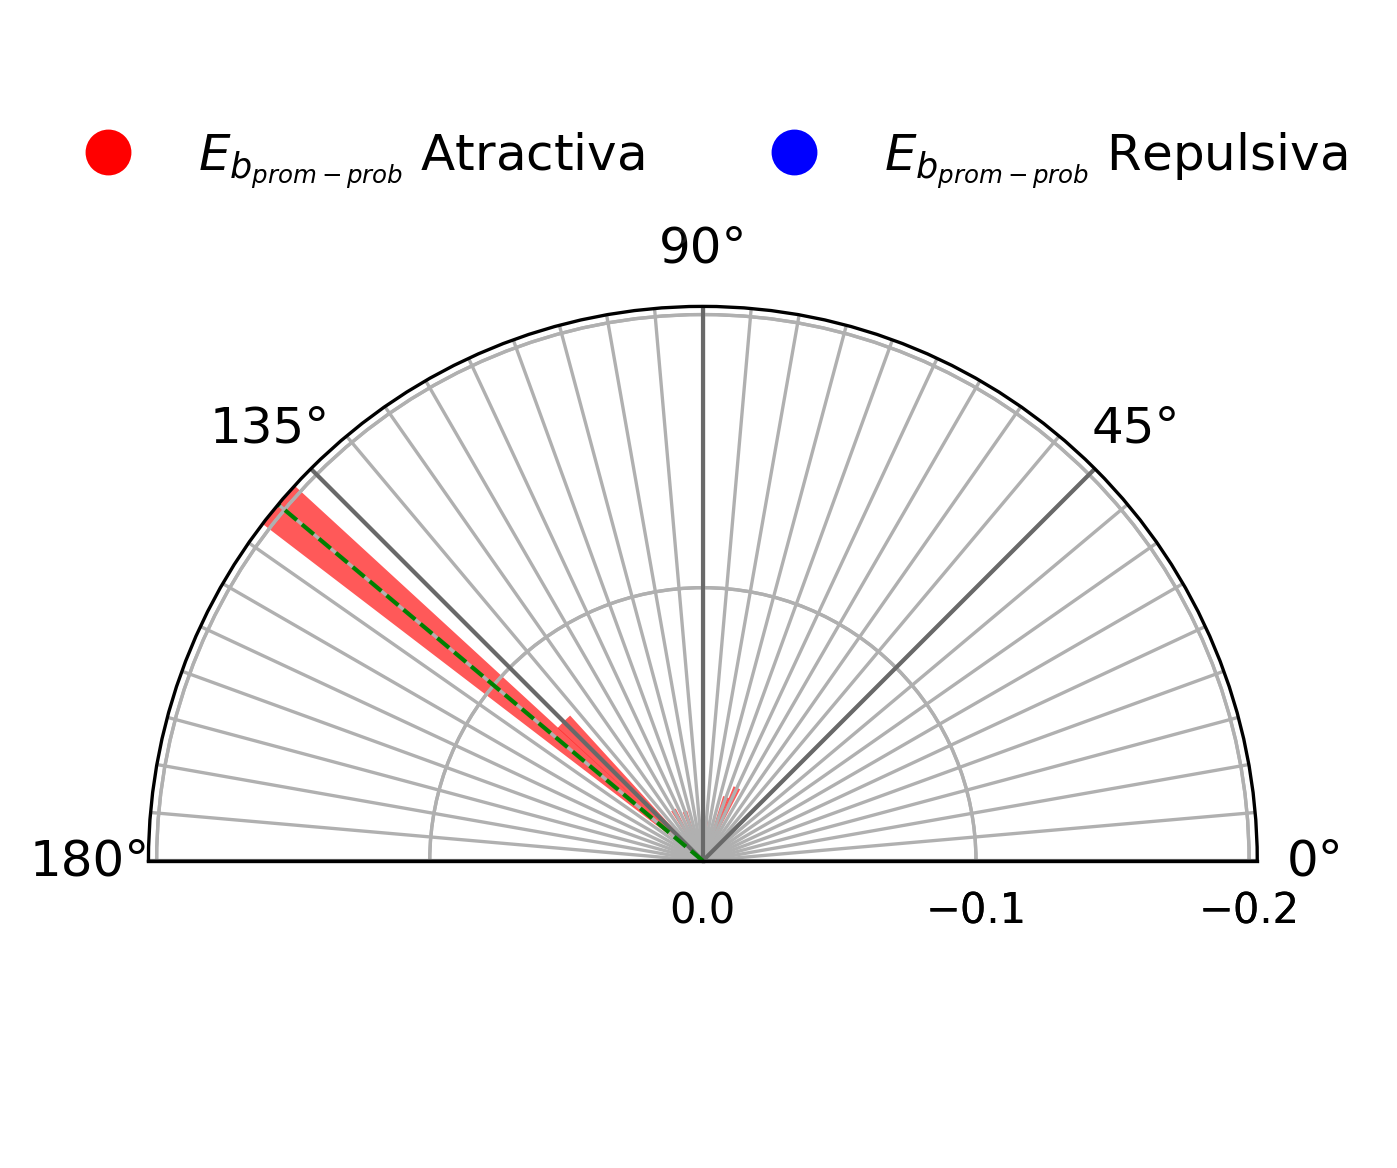 E_{b_{prom-prob}} Atractiva E_{b_{prom-prob}} Repulsiva
90°
135° 45°
180° 0°
0.0 −0.1 −0.2